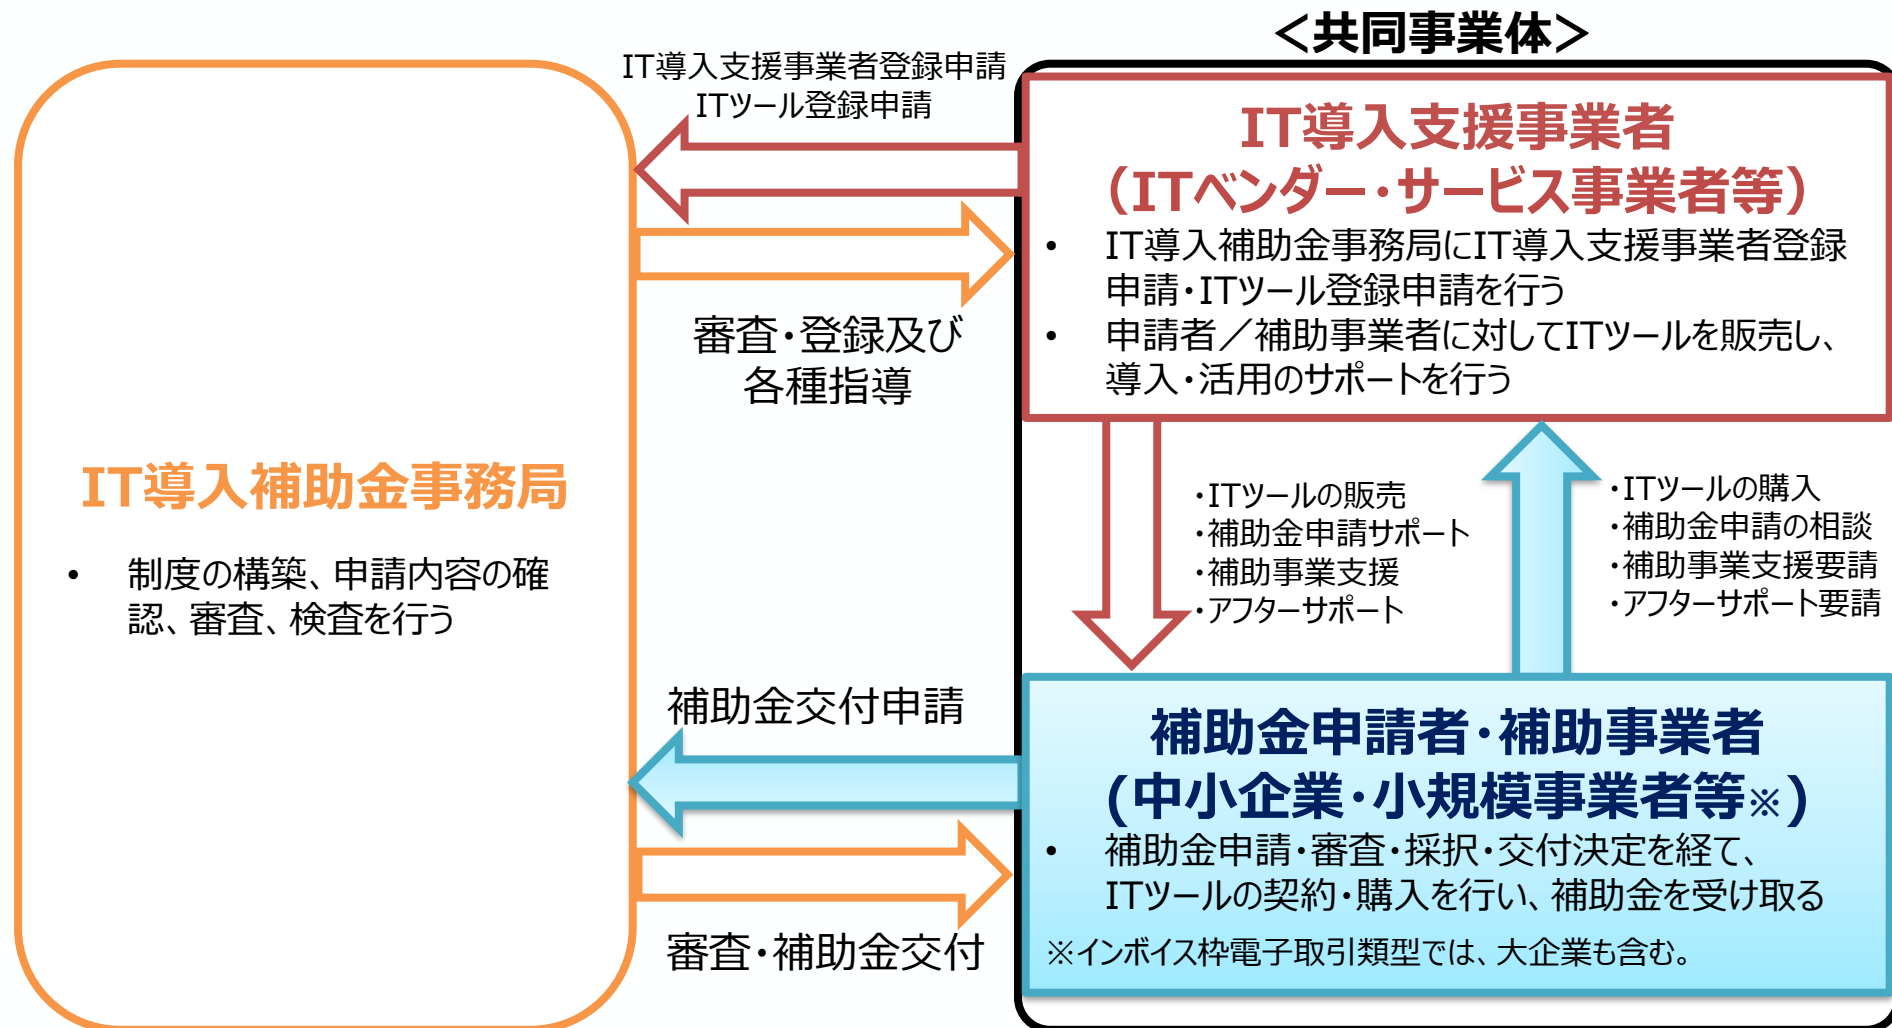 ＜共同事業体＞
IT導入支援事業者登録申請
ITツール登録申請
審査・登録及び
各種指導
IT導入補助金事務局
• 制度の構築、申請内容の確
認、審査、検査を行う
補助金交付申請
審査・補助金交付
IT導入支援事業者
（ITベンダー・サービス事業者等）
• IT導入補助金事務局にIT導入支援事業者登録
申請・ITツール登録申請を行う
• 申請者／補助事業者に対してITツールを販売し、
導入・活用のサポートを行う
・ITツールの販売
・補助金申請サポート
・補助事業支援
・アフターサポート
・ITツールの購入
・補助金申請の相談
・補助事業支援要請
・アフターサポート要請
補助金申請者・補助事業者
(中小企業・小規模事業者等※)
• 補助金申請・審査・採択・交付決定を経て、
ITツールの契約・購入を行い、補助金を受け取る
※インボイス枠電子取引類型では、大企業も含む。